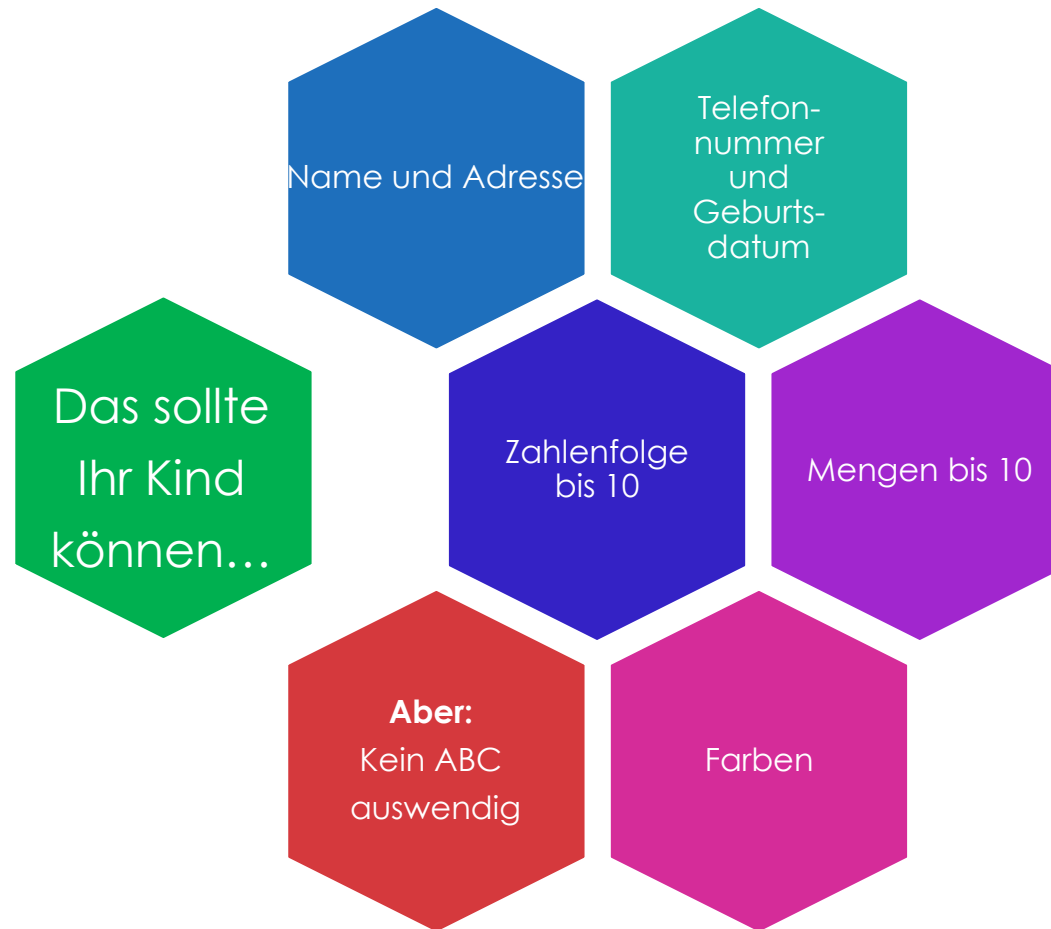 Name und Adresse
Telefon-
nummer
und
Geburts-
datum
Das sollte
Ihr Kind
können…
Zahlenfolge
bis 10
Mengen bis 10
Aber:
Kein ABC
auswendig
Farben